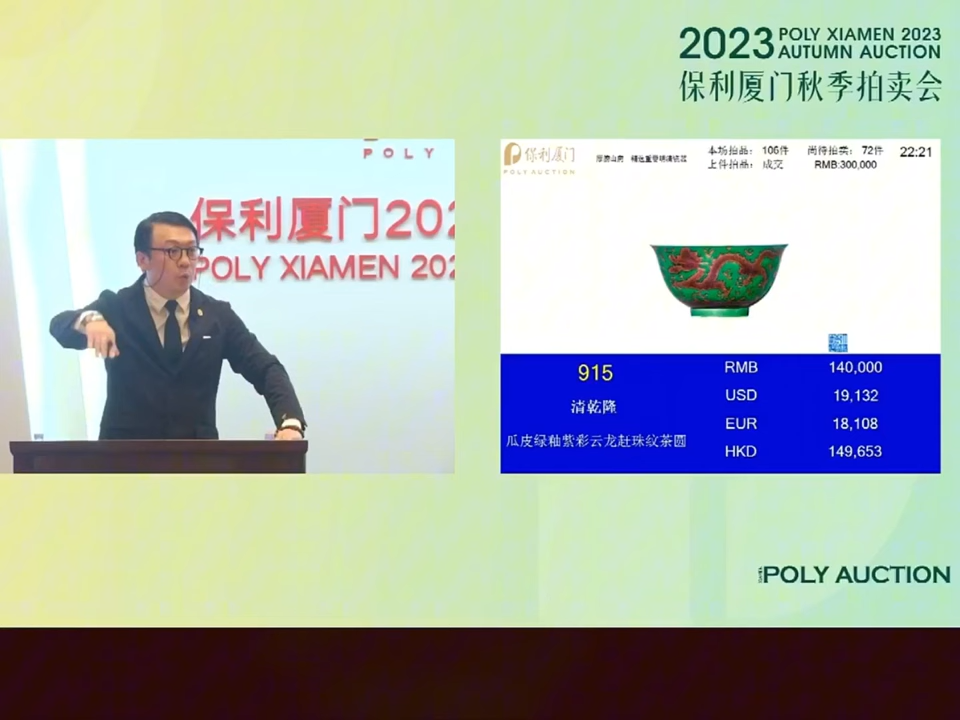 2023 POLY XIAMEN 2023
AUTUMN AUCTION
保利厦门秋季拍卖会
POLY
保利厦门202
POLY XIAMEN 202
保利厦门
POLY AUCTION
本场拍品： 106件
尚待拍卖： 72件
22:21
上件拍品： 成交
RMB:300,000
915
清乾隆
瓜皮绿釉紫彩云龙赶珠纹茶圆
RMB 140,000
USD 19,132
EUR 18,108
HKD 149,653
POLY AUCTION